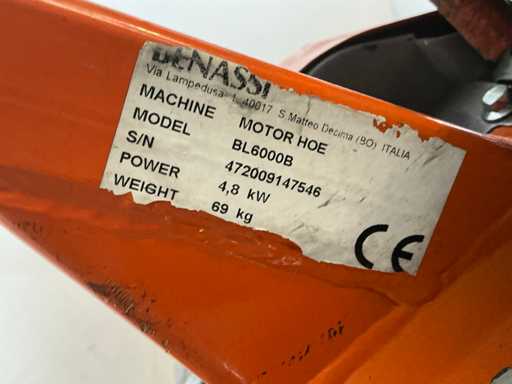 BENASSI
Via Lampedusa 1, 40017 S.Matteo Decima (BO) ITALIA
MACHINE MOTOR HOE
MODEL BL6000B
S/N 472009147546
POWER 4,8 kW
WEIGHT 69 kg
CE